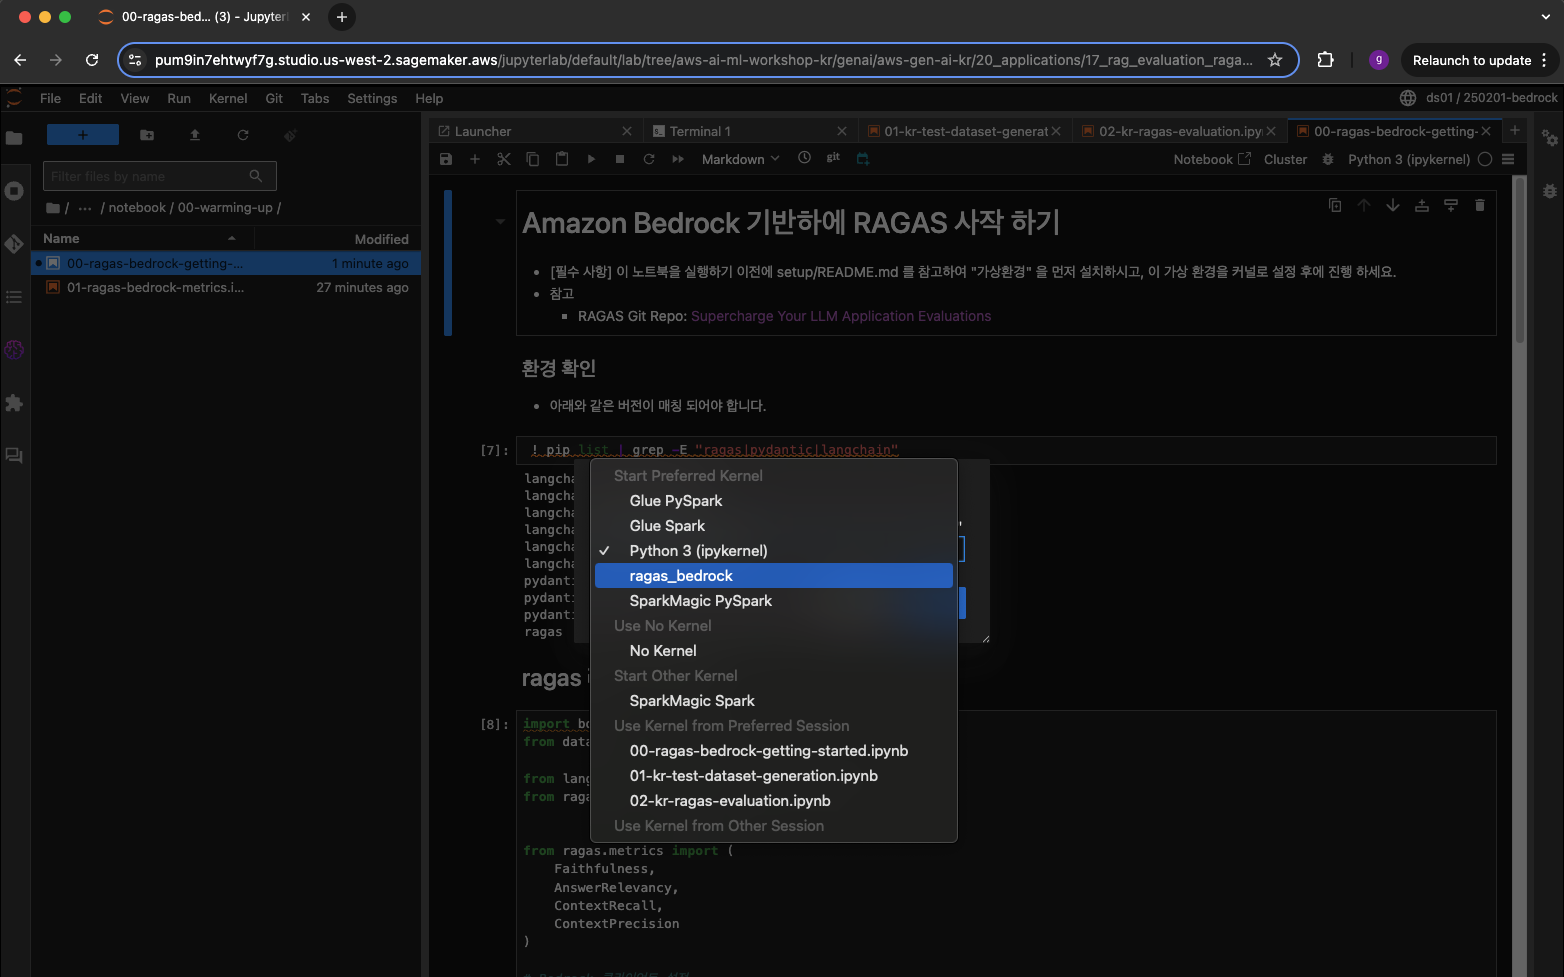 00-ragas-bed... (3) - Jupyter
pum9in7ehtwyf7g.studio.us-west-2.sagemaker.aws/jupyterlab/default/lab/tree/aws-ai-ml-workshop-kr/genai/aws-gen-ai-kr/20_applications/17_rag_evaluation_raga...
g
Relaunch to update
File Edit View Run Kernel Git Tabs Settings Help
ds01 / 250201-bedrock
+
Filter files by name
/ ... / notebook / 00-warming-up /
Name Modified
00-ragas-bedrock-getting-... 1 minute ago
01-ragas-bedrock-metrics.i... 27 minutes ago
Launcher
Terminal 1
01-kr-test-dataset-generat
02-kr-ragas-evaluation.ipy
00-ragas-bedrock-getting-
Markdown
git
Notebook
Cluster
Python 3 (ipykernel)
Amazon Bedrock 기반하에 RAGAS 사작 하기
[필수 사항] 이 노트북을 실행하기 이전에 setup/README.md 를 참고하여 "가상환경" 을 먼저 설치하시고, 이 가상 환경을 커널로 설정 후에 진행 하세요.
참고
RAGAS Git Repo: Supercharge Your LLM Application Evaluations
환경 확인
아래와 같은 버전이 매칭 되어야 합니다.
[7]: ! pip list | grep -E "ragas|pydantic|langchain"
langcha
langcha
langcha
langcha
langcha
langcha
pydanti
pydanti
pydanti
ragas
Start Preferred Kernel
Glue PySpark
Glue Spark
✓ Python 3 (ipykernel)
ragas_bedrock
SparkMagic PySpark
Use No Kernel
No Kernel
Start Other Kernel
SparkMagic Spark
Use Kernel from Preferred Session
00-ragas-bedrock-getting-started.ipynb
01-kr-test-dataset-generation.ipynb
02-kr-ragas-evaluation.ipynb
Use Kernel from Other Session
ragas
[8]: import bo
from data
from lang
from raga
from ragas.metrics import (
Faithfulness,
AnswerRelevancy,
ContextRecall,
ContextPrecision
)